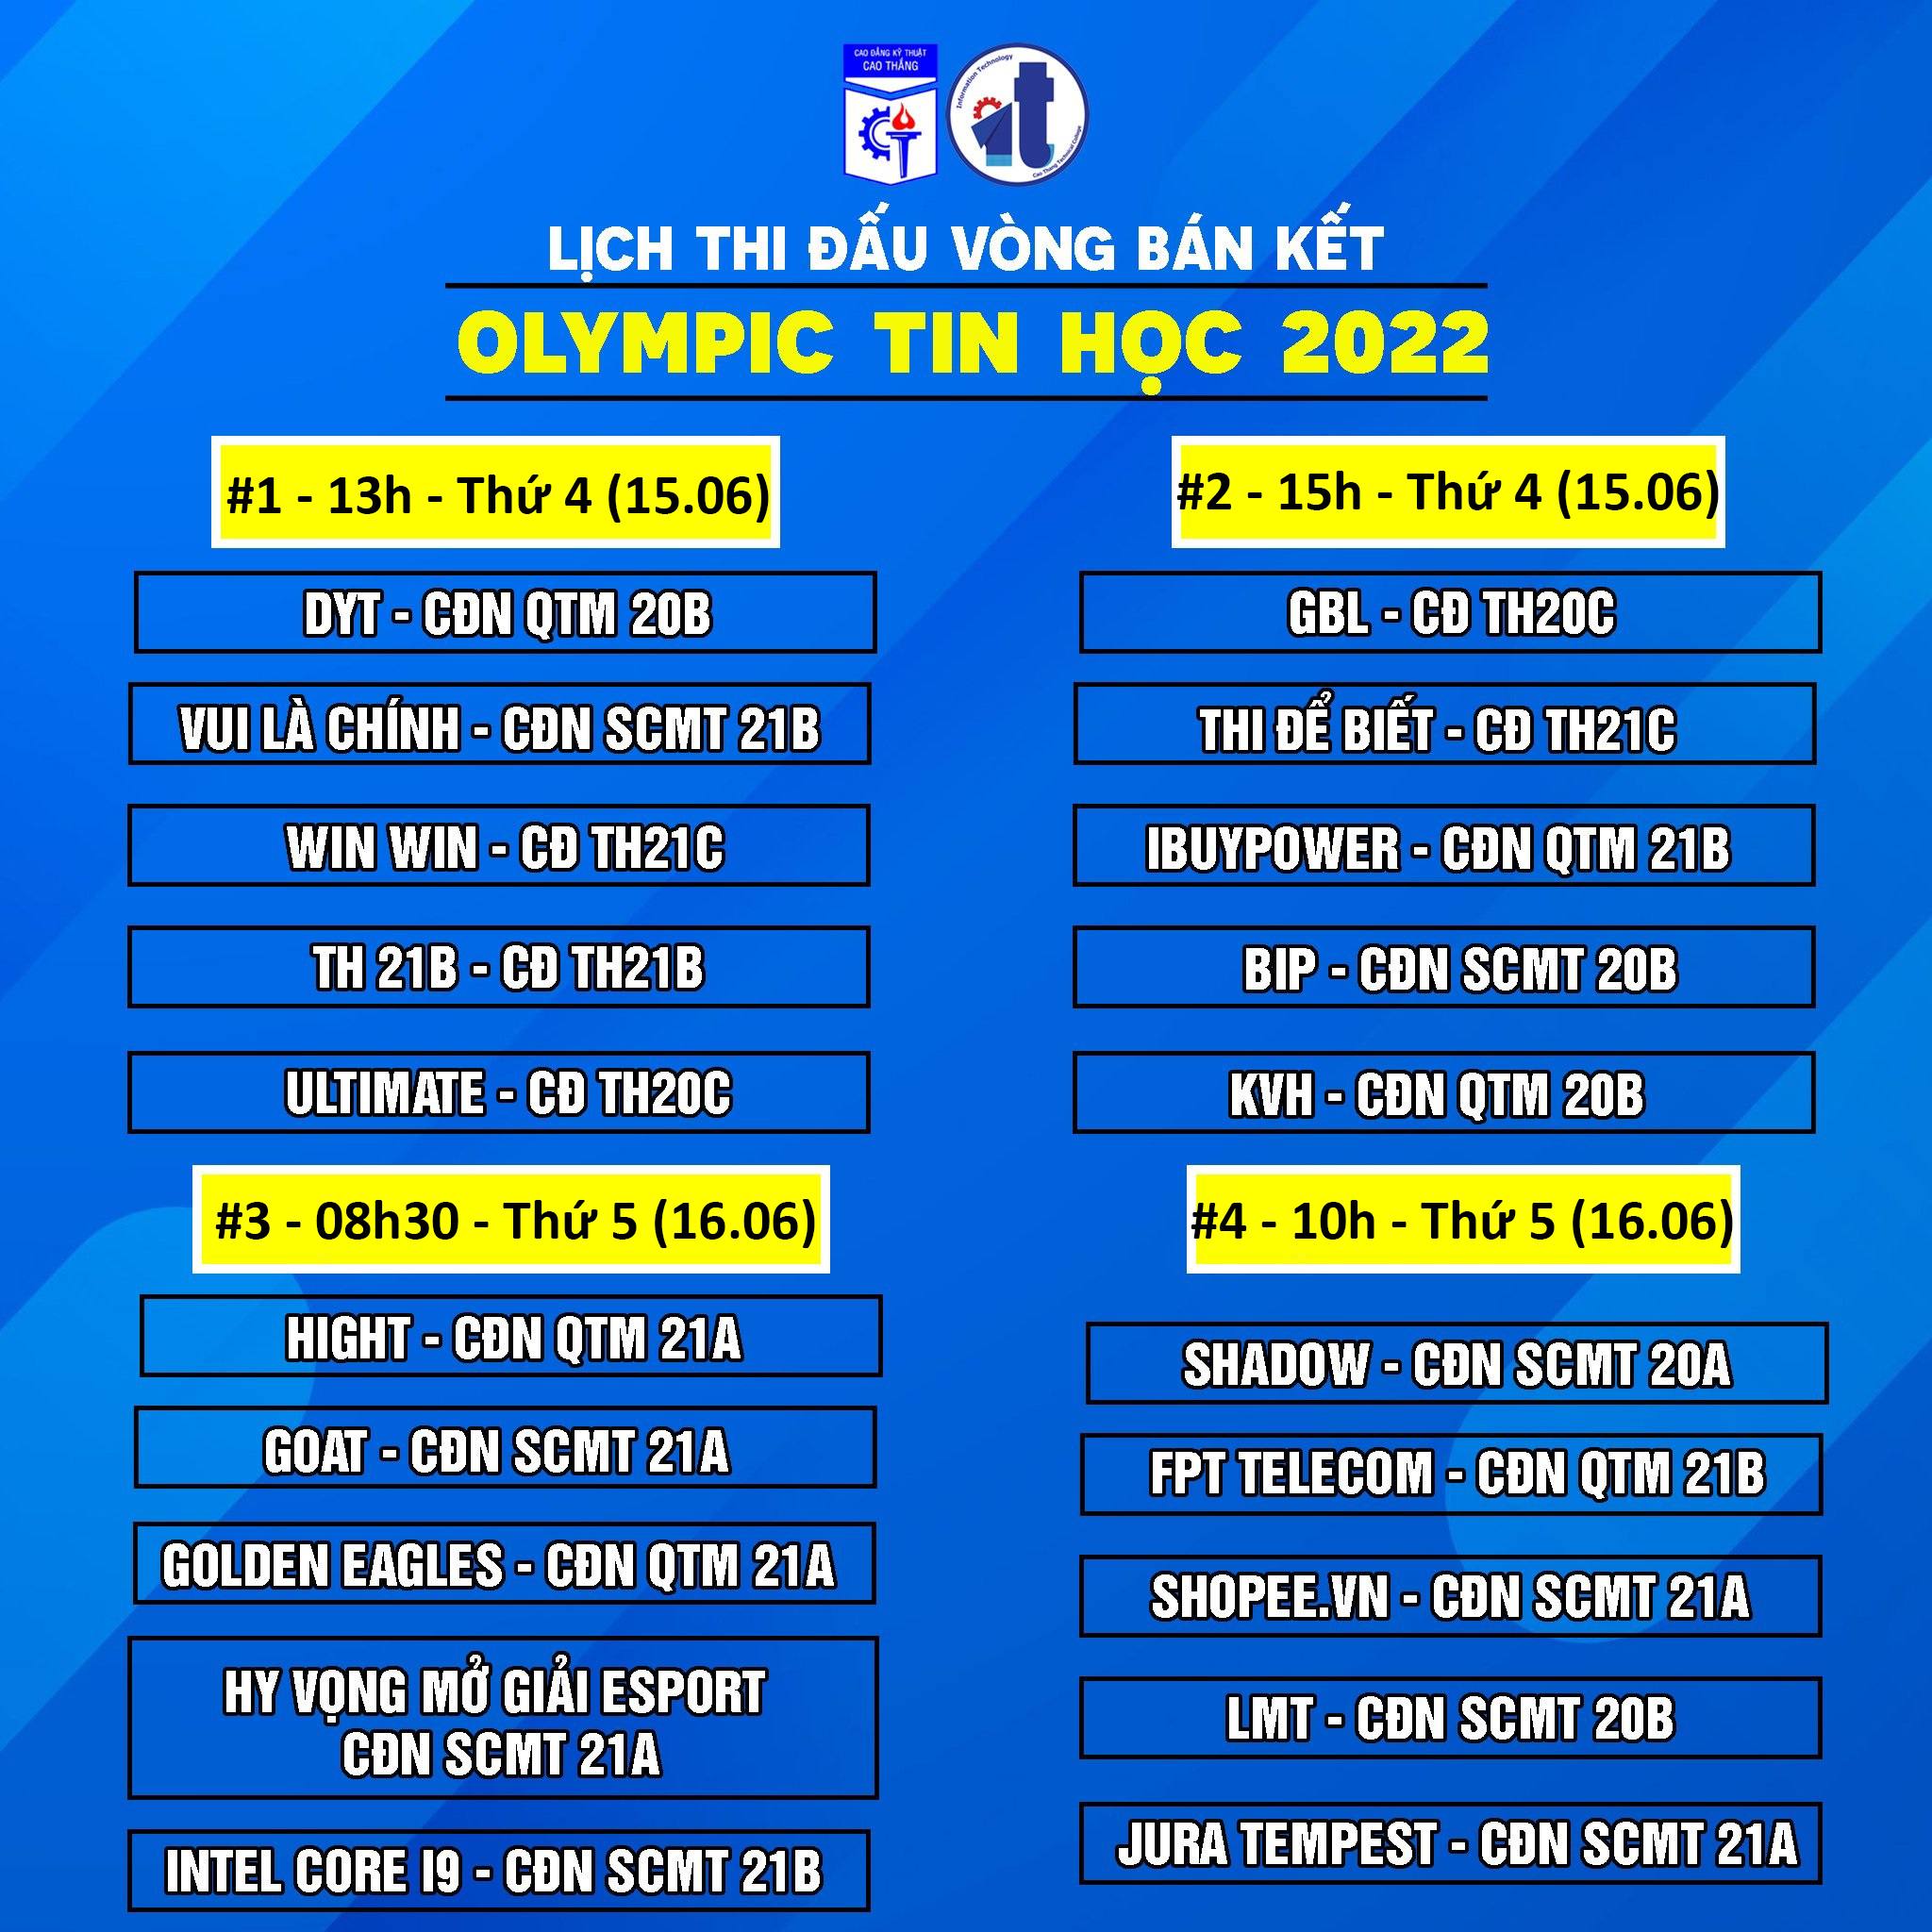 CAO ĐẲNG KỸ THUẬT
CAO THẮNG
Information Technology
Cao Thang Technical College
LỊCH THI ĐẤU VÒNG BÁN KẾT
OLYMPIC TIN HỌC 2022
#1 - 13h - Thứ 4 (15.06)
DYT - CĐN QTM 20B
VUI LÀ CHÍNH - CĐN SCMT 21B
WIN WIN - CĐ TH21C
TH 21B - CĐ TH21B
ULTIMATE - CĐ TH20C
#2 - 15h - Thứ 4 (15.06)
GBL - CĐ TH20C
THI ĐỂ BIẾT - CĐ TH21C
IBUYPOWER - CĐN QTM 21B
BIP - CĐN SCMT 20B
KVH - CĐN QTM 20B
#3 - 08h30 - Thứ 5 (16.06)
HIGHT - CĐN QTM 21A
GOAT - CĐN SCMT 21A
GOLDEN EAGLES - CĐN QTM 21A
HY VỌNG MỞ GIẢI ESPORT
CĐN SCMT 21A
INTEL CORE I9 - CĐN SCMT 21B
#4 - 10h - Thứ 5 (16.06)
SHADOW - CĐN SCMT 20A
FPT TELECOM - CĐN QTM 21B
SHOPEE.VN - CĐN SCMT 21A
LMT - CĐN SCMT 20B
JURA TEMPEST - CĐN SCMT 21A